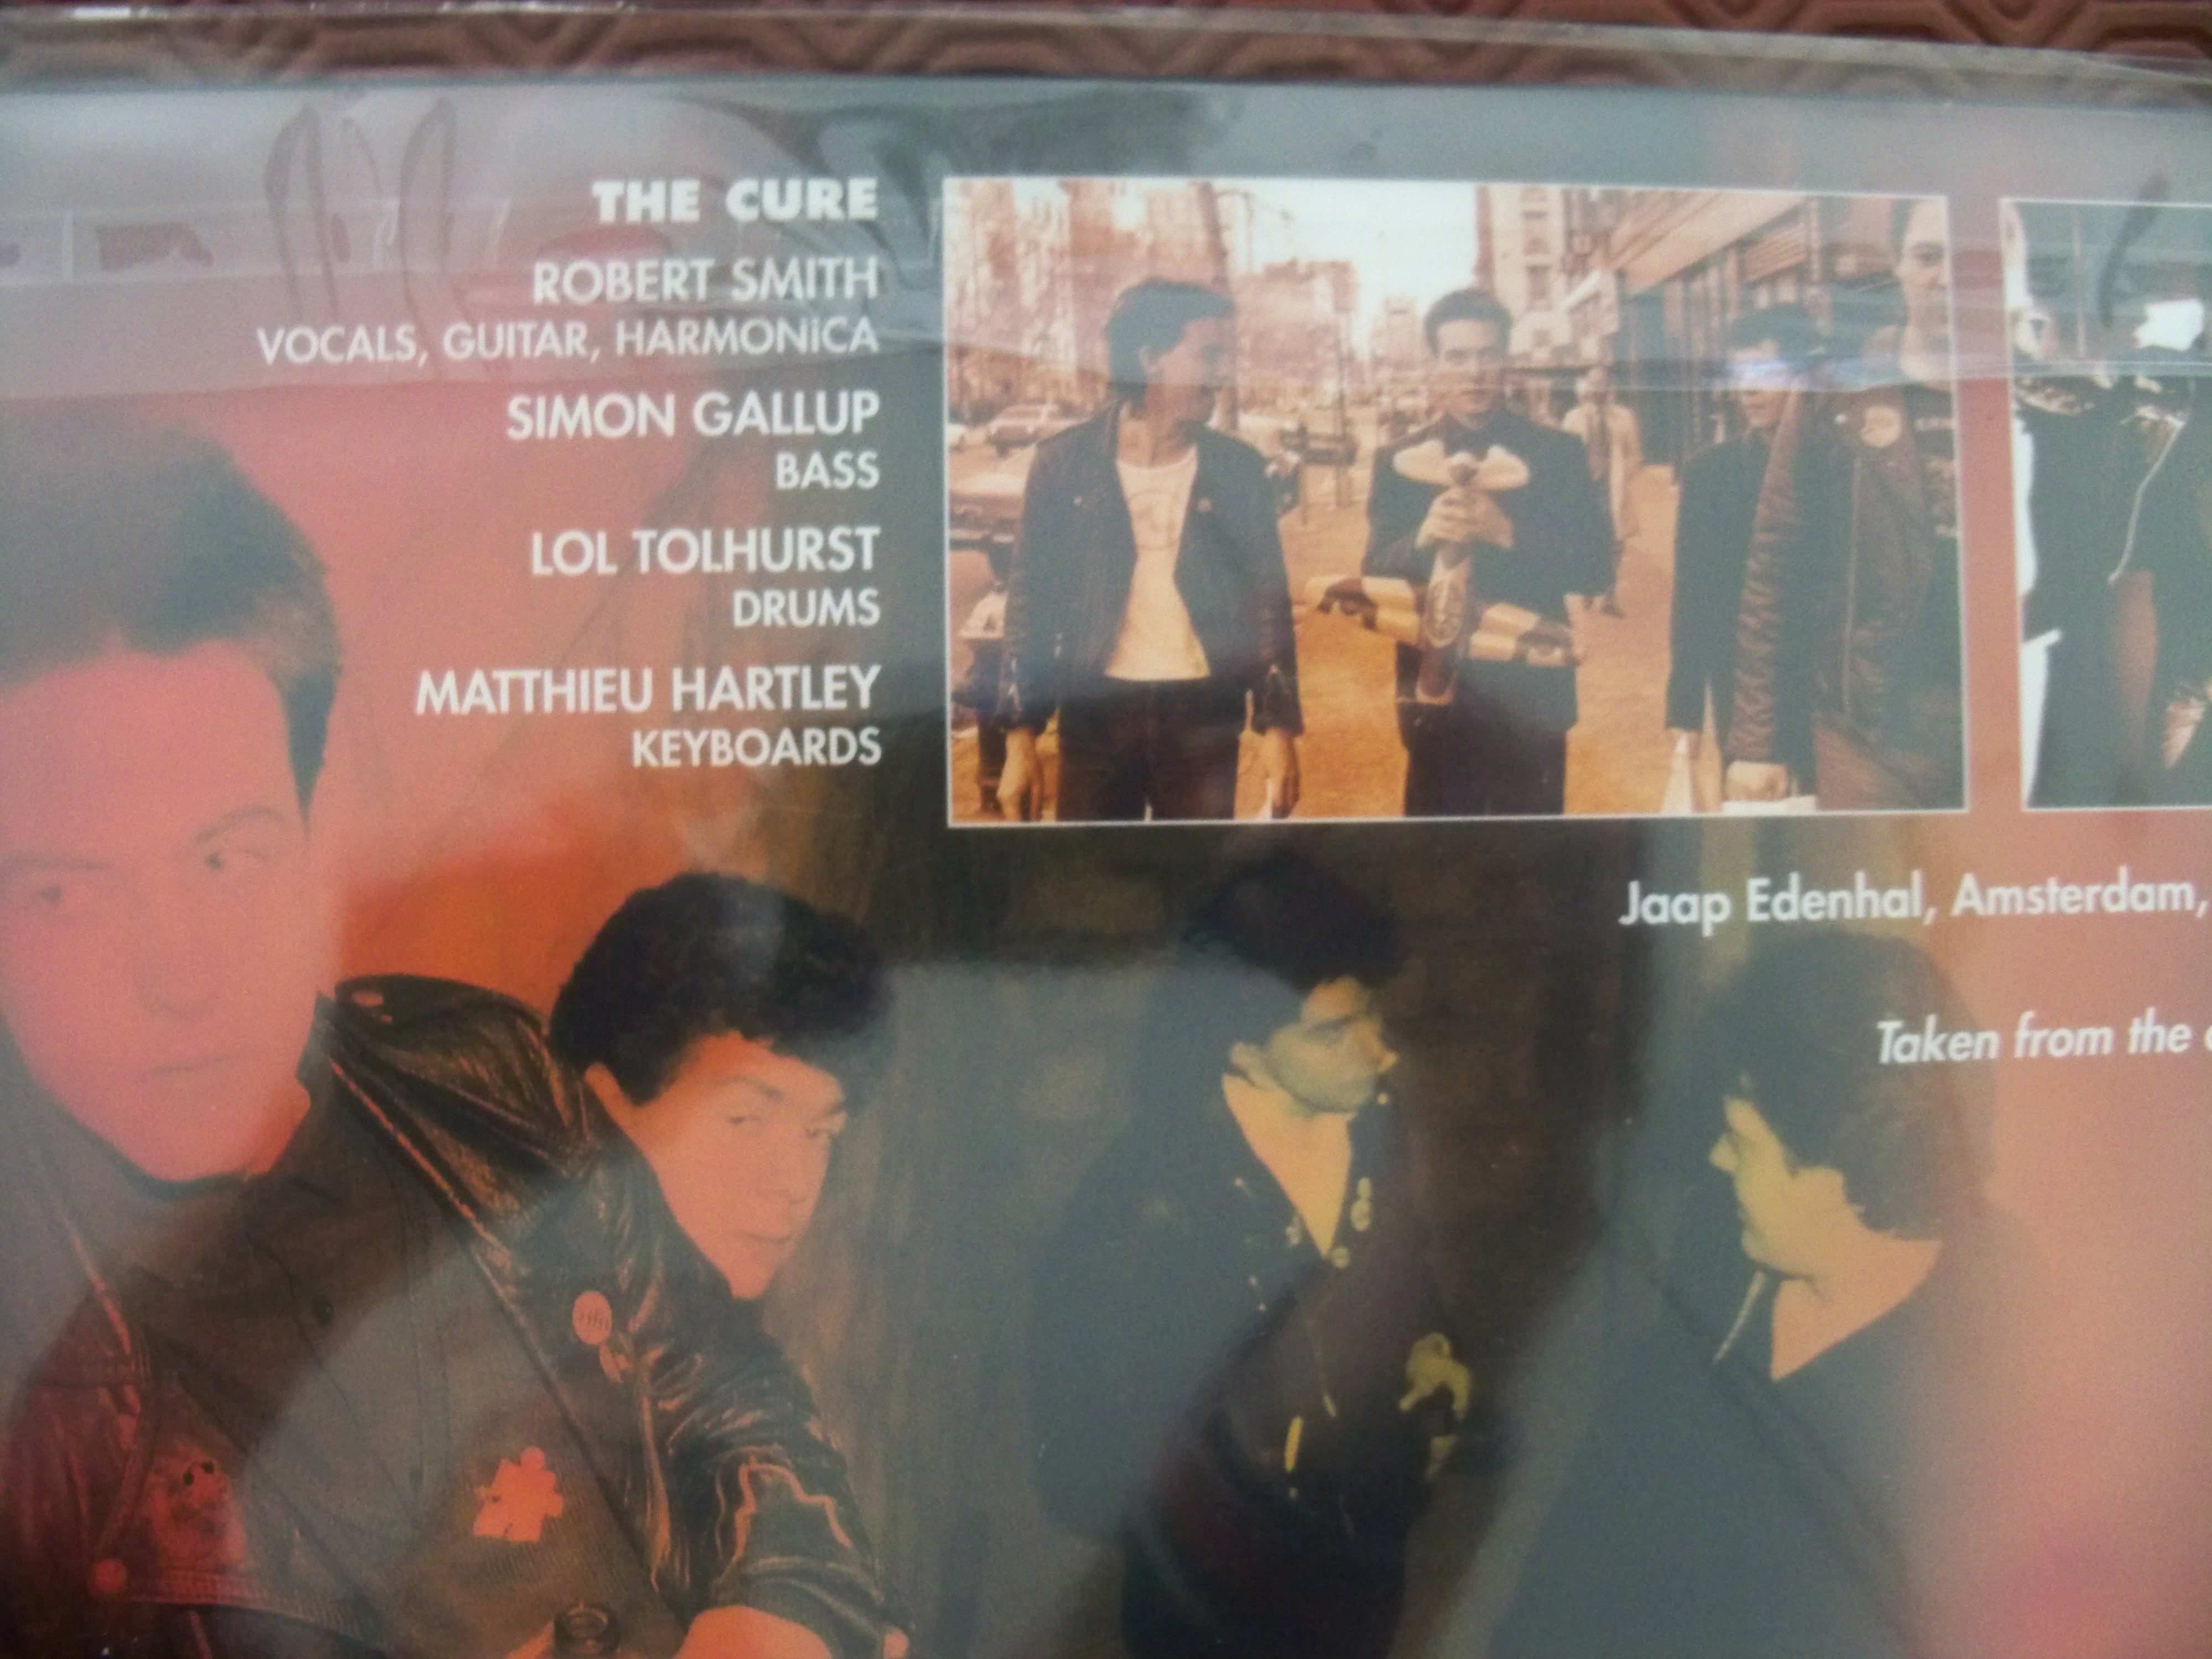 THE CURE
ROBERT SMITH
VOCALS, GUITAR, HARMONICA
SIMON GALLUP
BASS
LOL TOLHURST
DRUMS
MATTHIEU HARTLEY
KEYBOARDS
Jaap Edenhal, Amsterdam,
Taken from the